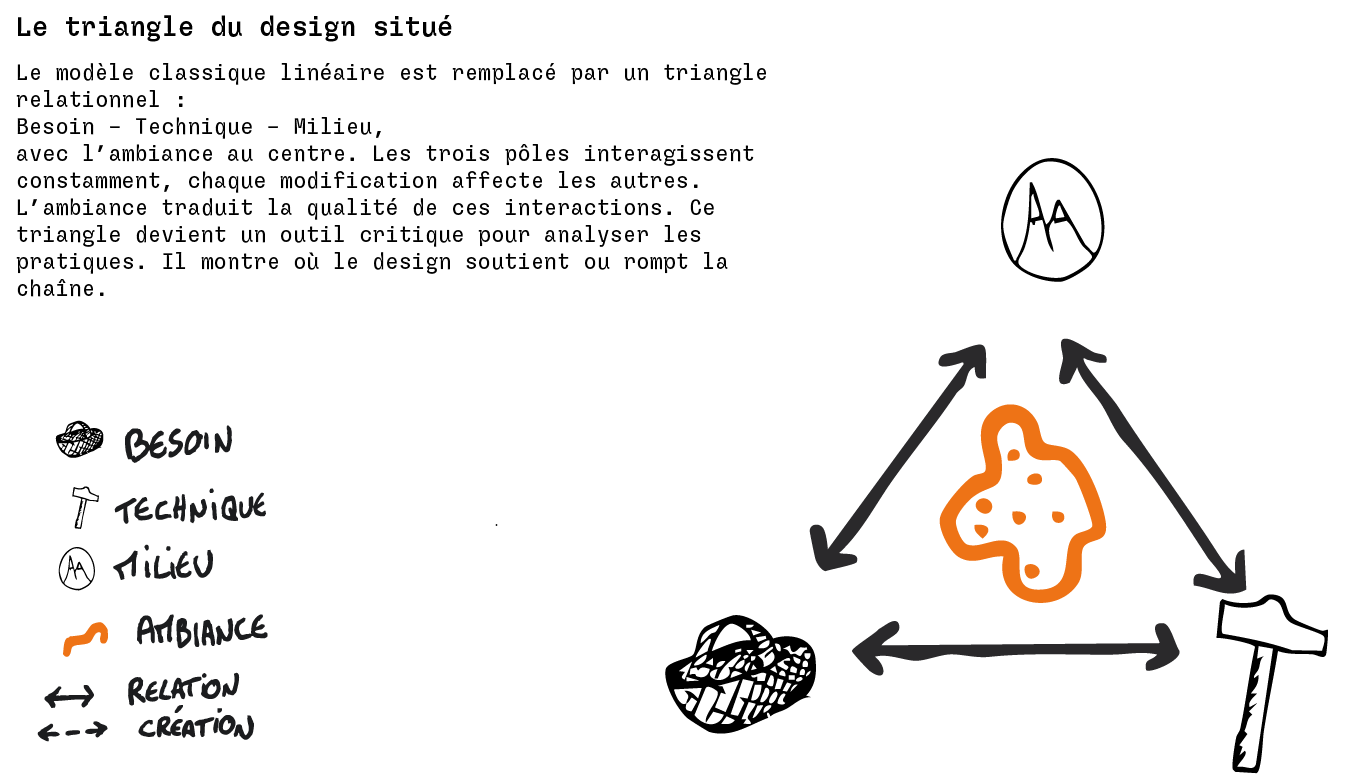 Le triangle du design situé
Le modèle classique linéaire est remplacé par un triangle
relationnel :
Besoin – Technique – Milieu,
avec l’ambiance au centre. Les trois pôles interagissent
constamment, chaque modification affecte les autres.
L’ambiance traduit la qualité de ces interactions. Ce
triangle devient un outil critique pour analyser les
pratiques. Il montre où le design soutient ou rompt la
chaîne.
BESOIN
TECHNIQUE
MILIEU
AMBIANCE
RELATION
CRÉATION